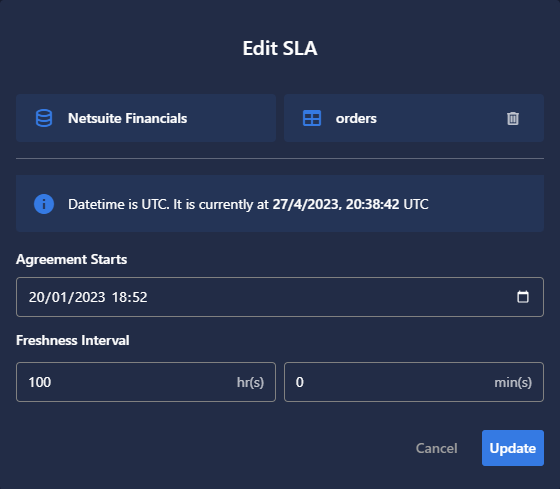 Edit SLA
Netsuite Financials
orders
Datetime is UTC. It is currently at 27/4/2023, 20:38:42 UTC
Agreement Starts
20/01/2023 18:52
Freshness Interval
100 hr(s)
0 min(s)
Cancel
Update